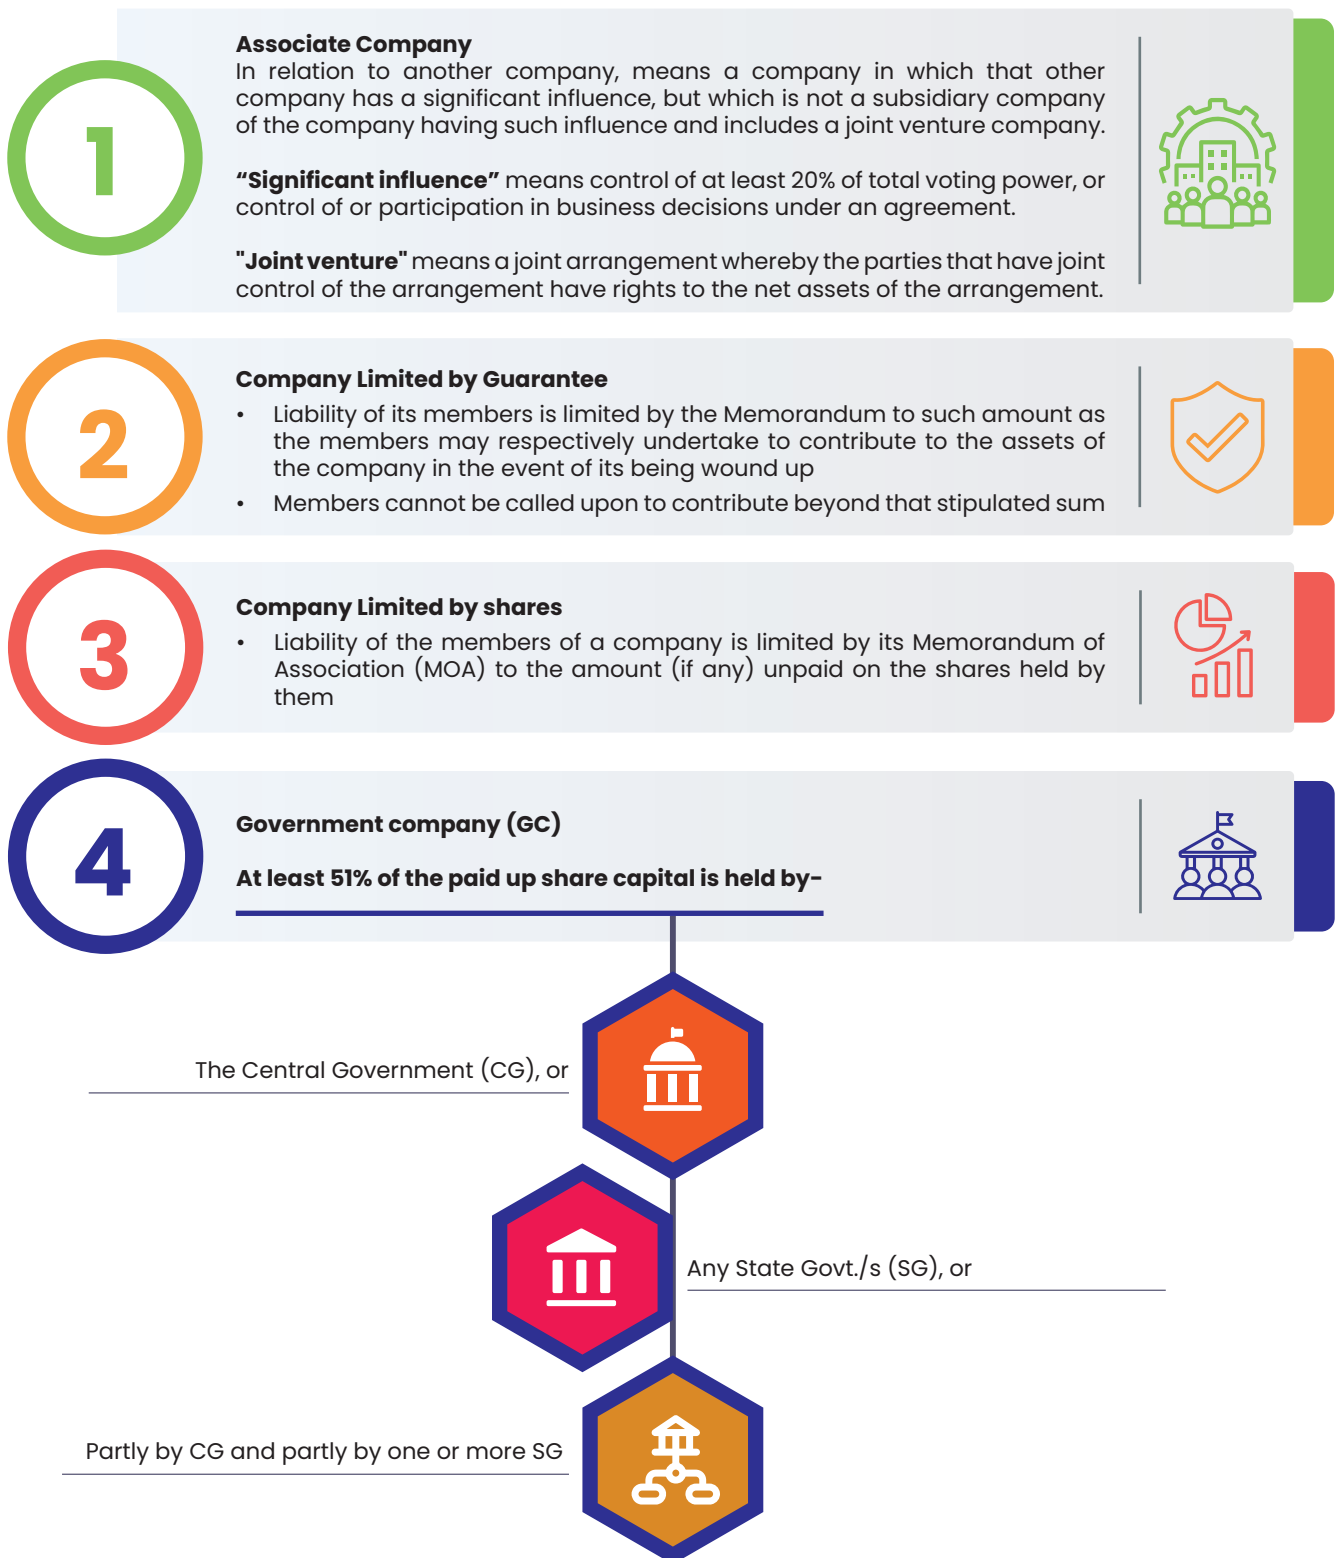 1
Associate Company
In relation to another company, means a company in which that other
company has a significant influence, but which is not a subsidiary company
of the company having such influence and includes a joint venture company.
“Significant influence” means control of at least 20% of total voting power, or
control of or participation in business decisions under an agreement.
"Joint venture" means a joint arrangement whereby the parties that have joint
control of the arrangement have rights to the net assets of the arrangement.
2
Company Limited by Guarantee
• Liability of its members is limited by the Memorandum to such amount as
the members may respectively undertake to contribute to the assets of
the company in the event of its being wound up
• Members cannot be called upon to contribute beyond that stipulated sum
3
Company Limited by shares
• Liability of the members of a company is limited by its Memorandum of
Association (MOA) to the amount (if any) unpaid on the shares held by
them
4
Government company (GC)
At least 51% of the paid up share capital is held by-
The Central Government (CG), or
Any State Govt./s (SG), or
Partly by CG and partly by one or more SG